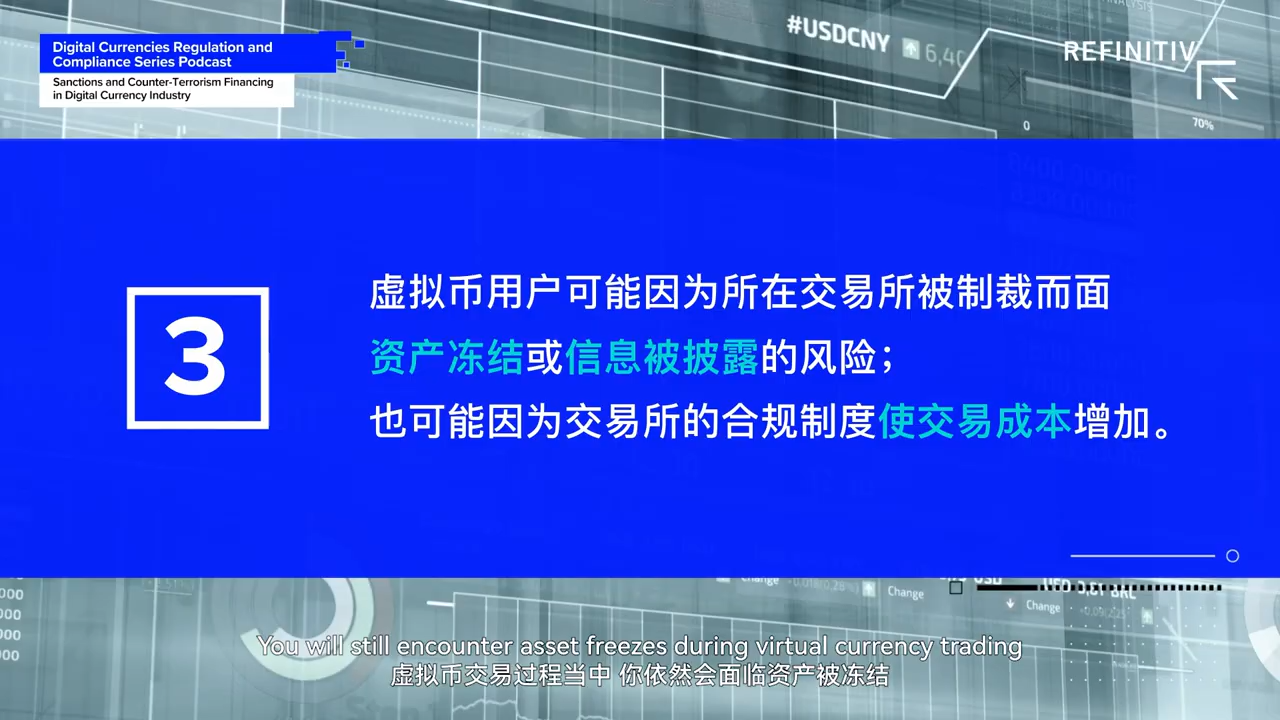 Digital Currencies Regulation and
Compliance Series Podcast
Sanctions and Counter-Terrorism Financing
in Digital Currency Industry
#USDCNY
6,40
REFINITIV
0
70%
3
虚拟币用户可能因为所在交易所被制裁而面
资产冻结或信息被披露的风险；
也可能因为交易所的合规制度使交易成本增加。
Change
Change
Change
You will still encounter asset freezes during virtual currency trading
虚拟币交易过程当中 你依然会面临资产被冻结